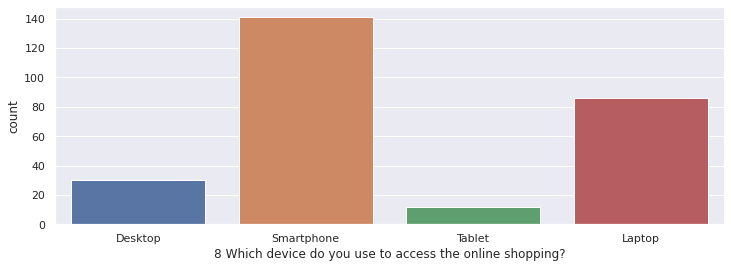 140
120
100
80
60
40
20
0
count
Desktop Smartphone Tablet Laptop
8 Which device do you use to access the online shopping?